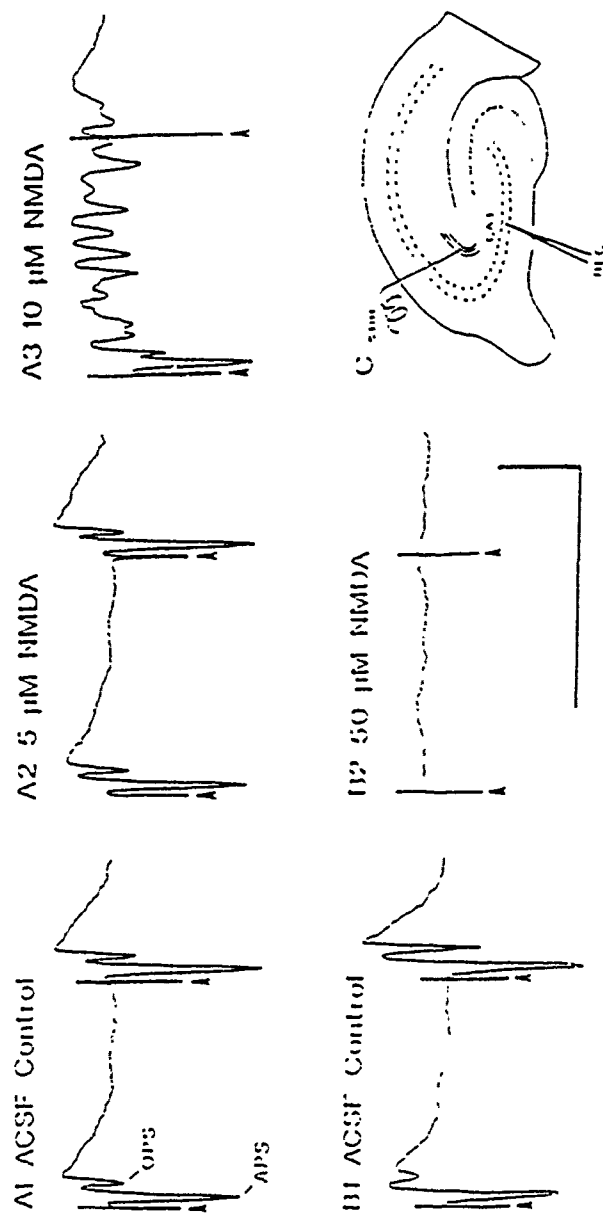 A1 ACSF Control
OPS
APS
A2 5 µM NMDA
A3 10 µM NMDA
B1 ACSF Control
B2 50 µM NMDA
C